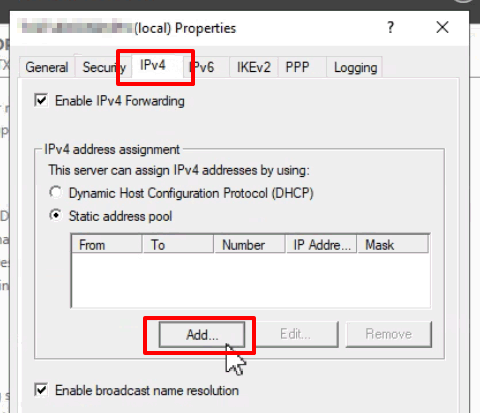 (local) Properties
General Security IPv4 IPv6 IKEv2 PPP Logging
Enable IPv4 Forwarding
IPv4 address assignment
This server can assign IPv4 addresses by using:
Dynamic Host Configuration Protocol (DHCP)
Static address pool
From To Number IP Addre... Mask
Add... Edit... Remove
Enable broadcast name resolution